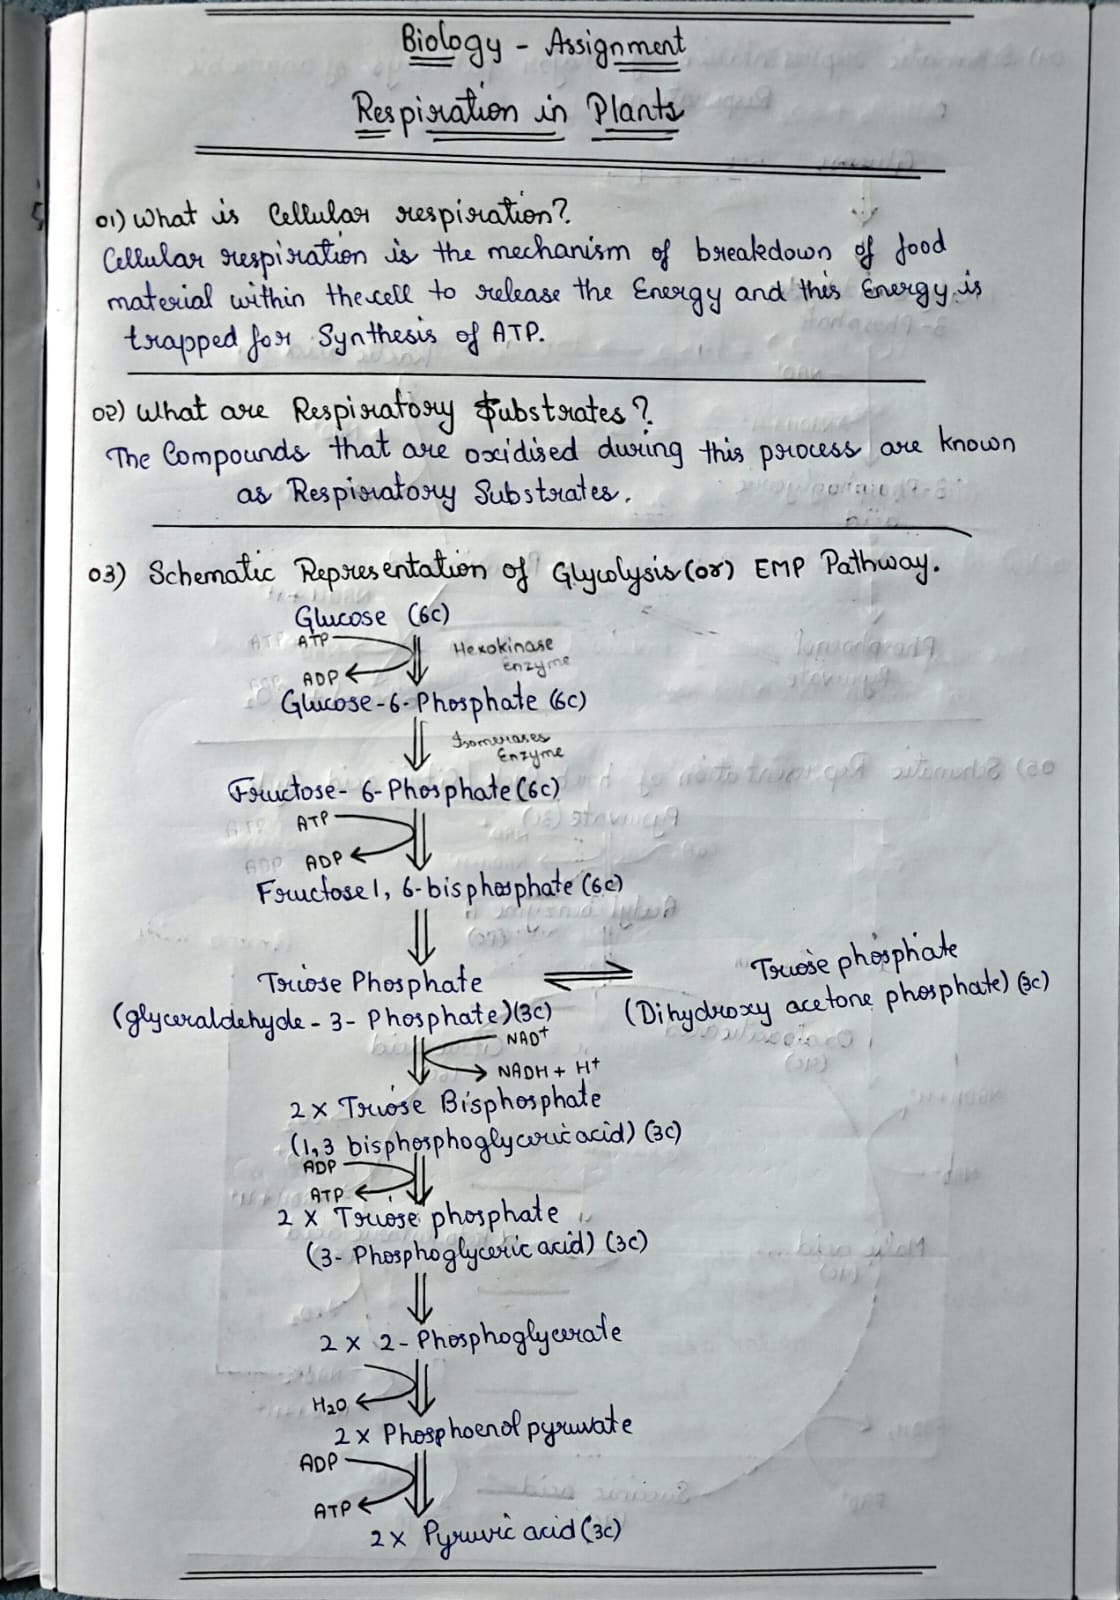 Biology - Assignment
Respiration in Plants
01) What is Cellular respiration?
Cellular respiration is the mechanism of breakdown of food
material within the cell to release the Energy and this Energy is
trapped for Synthesis of ATP.
02) What are Respiratory Substrates?
The Compounds that are oxidised during this process are known
as Respiratory Substrates.
03) Schematic Representation of Glycolysis (or) EMP Pathway.
Glucose (6C)
ATP
Hexokinase
Enzyme
ADP
Glucose-6-Phosphate (6C)
Isomerases
Enzyme
Fructose-6-Phosphate (6C)
ATP
ADP
Fructose 1, 6-bisphosphate (6C)
Triose Phosphate ⇌ Triose phosphate
(glyceraldehyde-3-Phosphate) (3C) (Dihydroxy acetone phosphate) (3C)
NAD+
NADH + H+
2 x Triose Bisphosphate
(1,3 bisphosphoglyceric acid) (3C)
ADP
ATP
2 x Triose phosphate
(3-Phosphoglyceric acid) (3C)
2 x 2-Phosphoglycerate
H2O
2 x Phosphoenol pyruvate
ADP
ATP
2 x Pyruvic acid (3C)